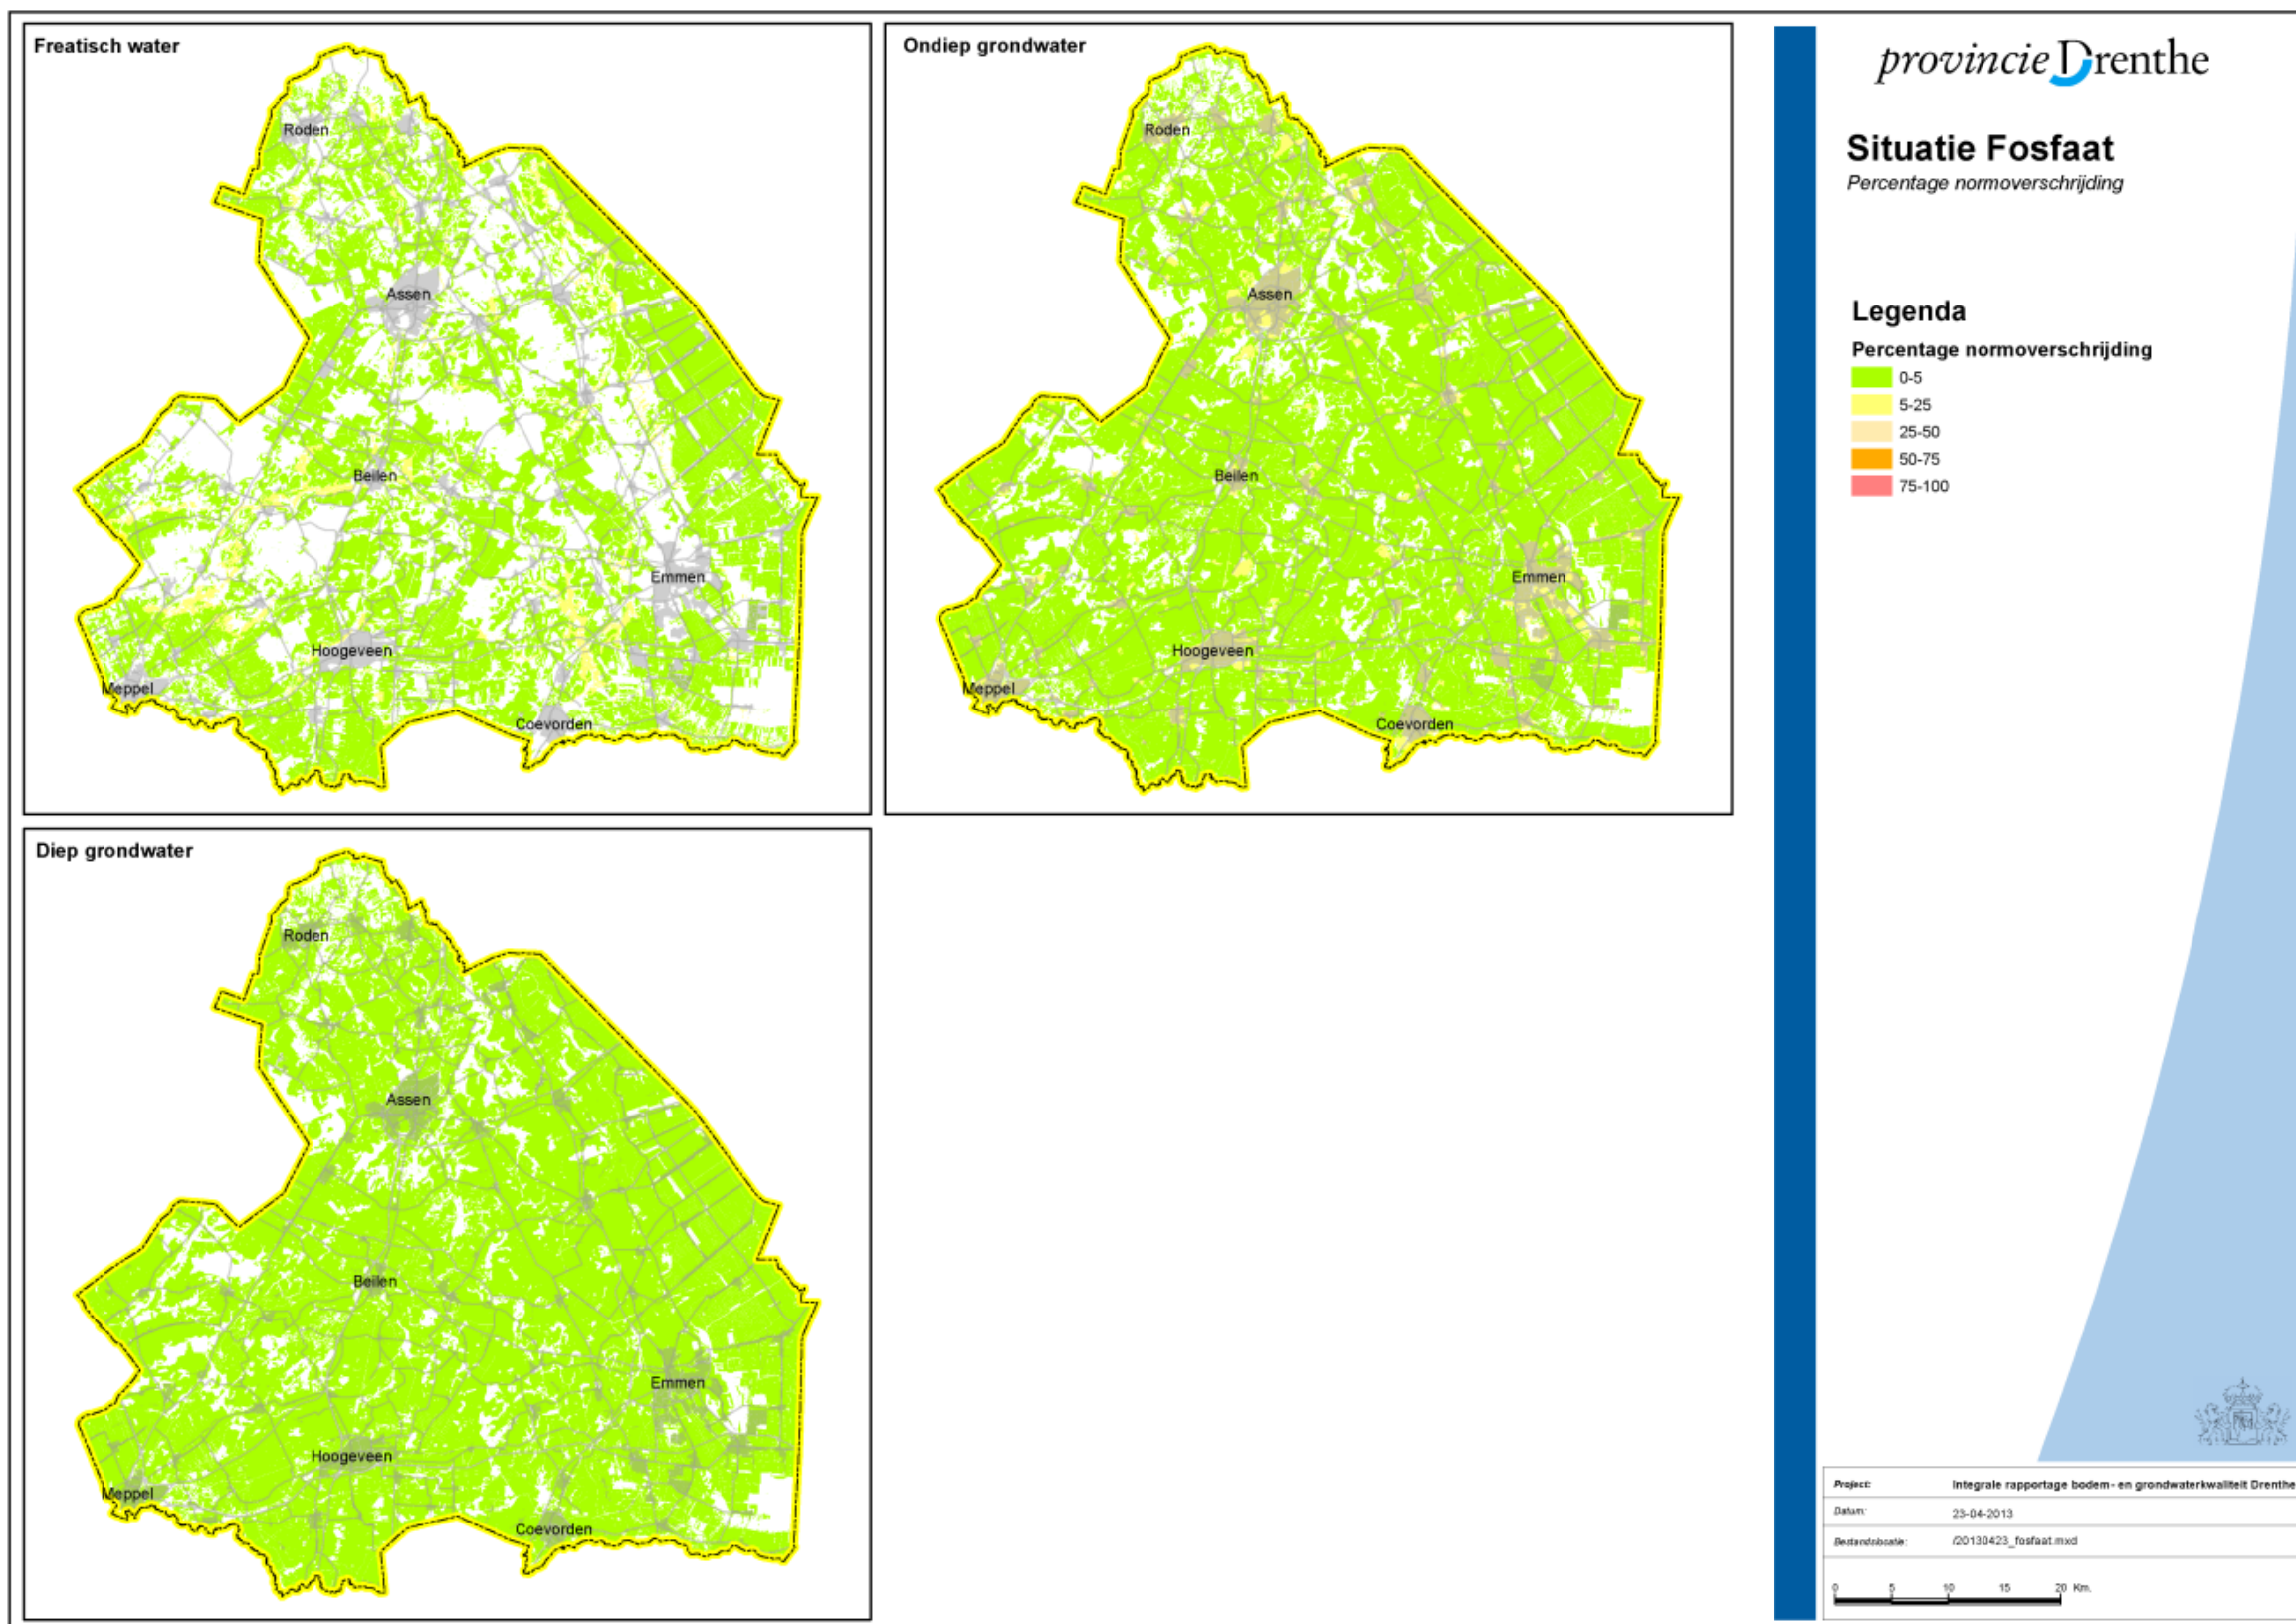 Freatisch water
Roden
Assen
Beilen
Emmen
Hoogeveen
Meppel
Coevorden
Ondiep grondwater
Roden
Assen
Beilen
Emmen
Hoogeveen
Meppel
Coevorden
Diep grondwater
Roden
Assen
Beilen
Emmen
Hoogeveen
Meppel
Coevorden
provincie Drenthe
Situatie Fosfaat
Percentage normoverschrijding
Legenda
Percentage normoverschrijding
0-5
5-25
25-50
50-75
75-100
Project: Integrale rapportage bodem- en grondwaterkwaliteit Drenthe
Datum: 23-04-2013
Bestandslocatie: /20130423_fosfaat.mxd
0 5 10 15 20 Km.